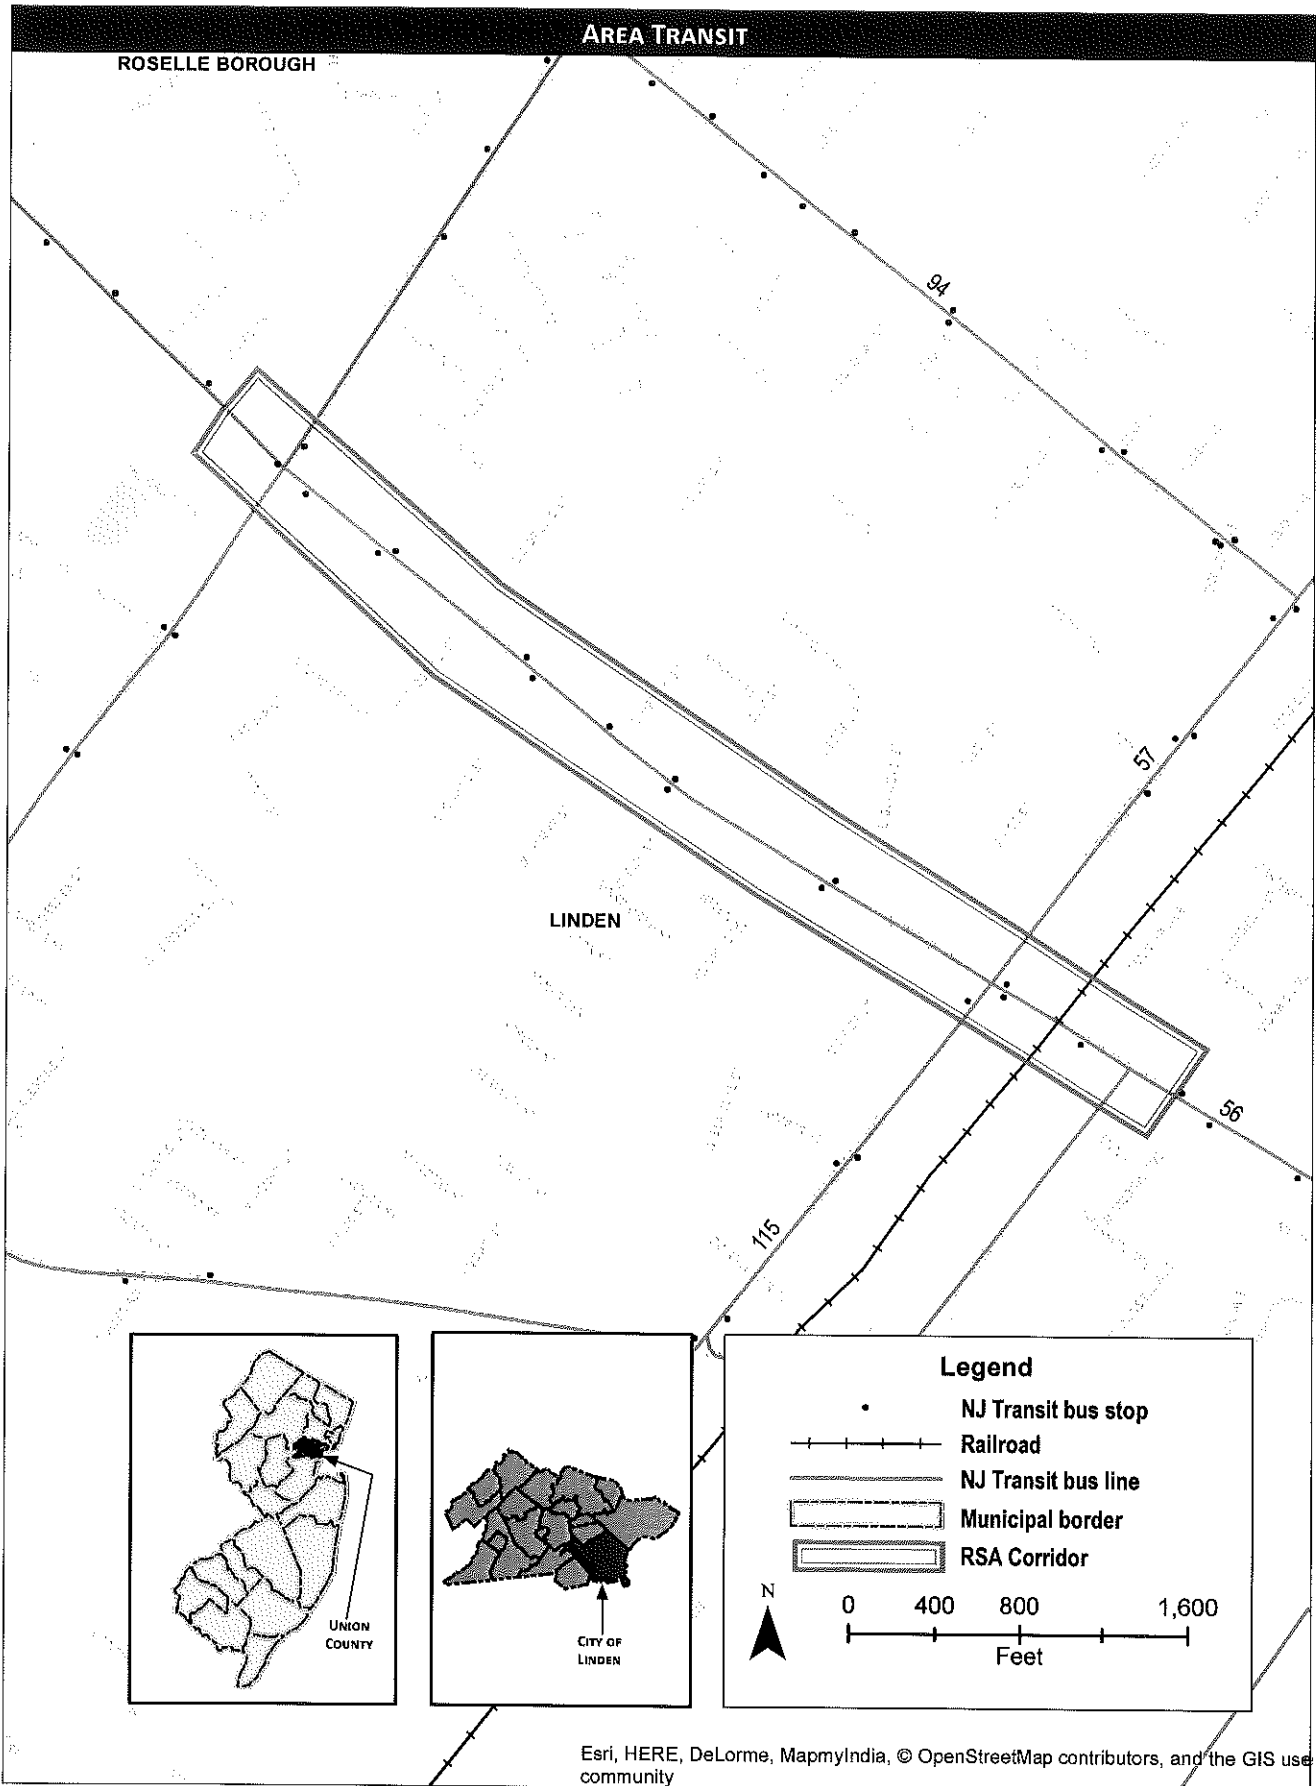 AREA TRANSIT
ROSELLE BOROUGH
94
57
LINDEN
56
115
Legend
NJ Transit bus stop
Railroad
NJ Transit bus line
Municipal border
RSA Corridor
UNION
COUNTY
CITY OF
LINDEN
N
0 400 800 1,600
Feet
Esri, HERE, DeLorme, MapmyIndia, © OpenStreetMap contributors, and the GIS use
community